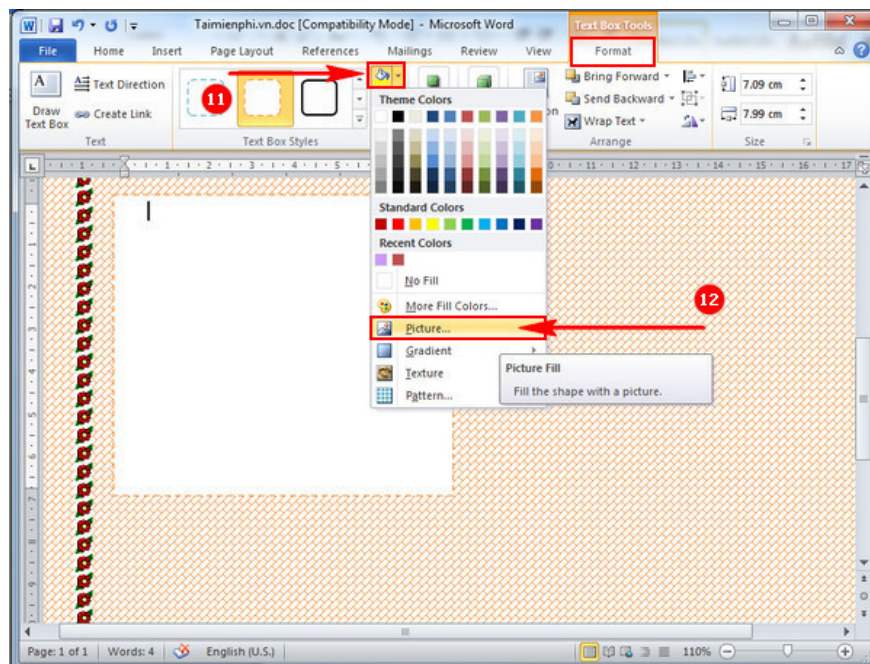 Taimienphi.vn.doc [Compatibility Mode] - Microsoft Word
Text Box Tools
File Home Insert Page Layout References Mailings Review View Format
Text Direction
Create Link
Draw
Text Box
Text
Text Box Styles
11
Bring Forward
Send Backward
Wrap Text
Arrange
7.09 cm
7.99 cm
Size
Theme Colors
Standard Colors
Recent Colors
No Fill
More Fill Colors...
Picture...
12
Gradient
Texture
Pattern...
Picture Fill
Fill the shape with a picture.
Page: 1 of 1 Words: 4 English (U.S.) 110%